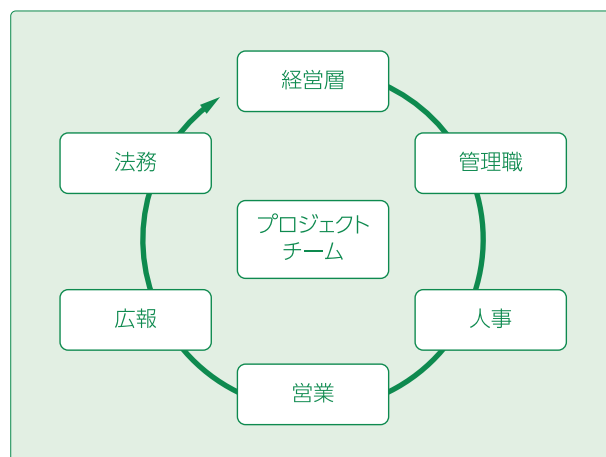 経営層
法務
管理職
プロジェクト
チーム
広報
人事
営業